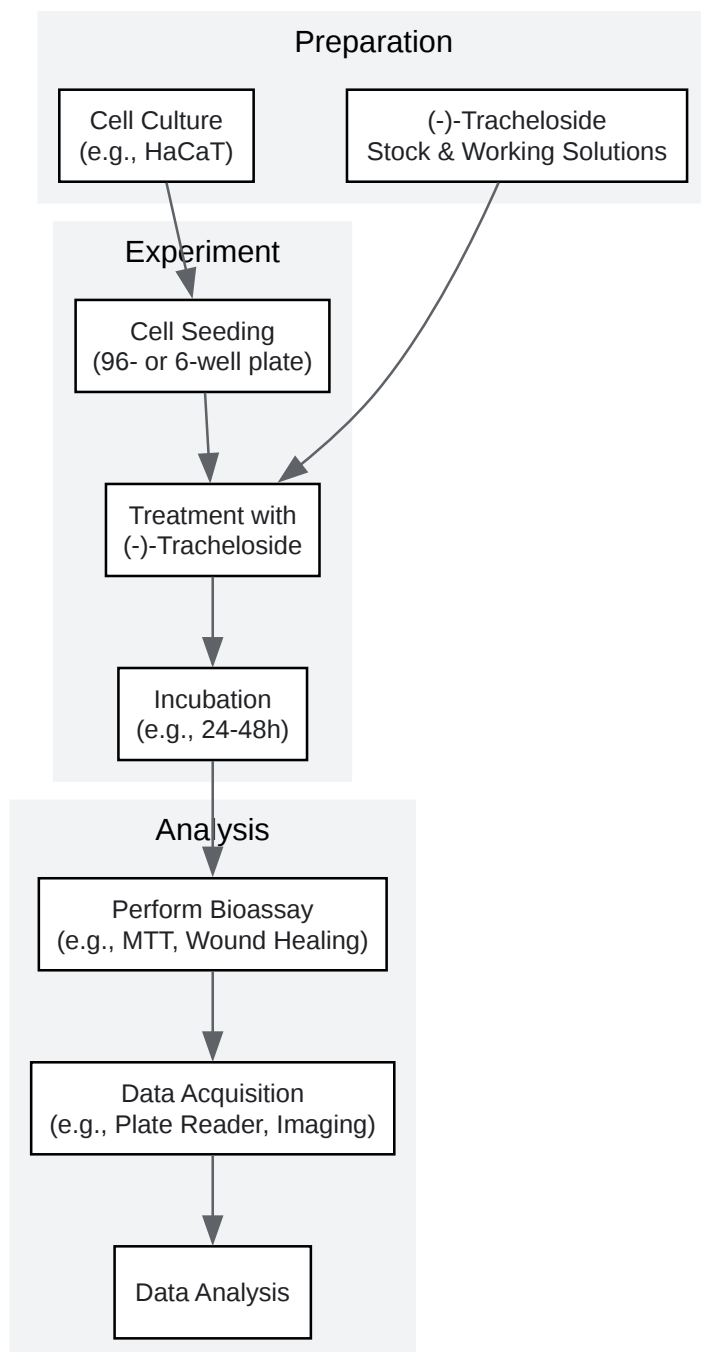 Preparation
Cell Culture
(e.g., HaCaT)
(-)-Tracheloside
Stock & Working Solutions
Experiment
Cell Seeding
(96- or 6-well plate)
Treatment with
(-)-Tracheloside
Incubation
(e.g., 24-48h)
Analysis
Perform Bioassay
(e.g., MTT, Wound Healing)
Data Acquisition
(e.g., Plate Reader, Imaging)
Data Analysis